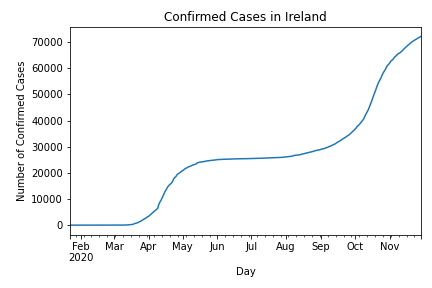 Confirmed Cases in Ireland
Number of Confirmed Cases
70000
60000
50000
40000
30000
20000
10000
0
Feb Mar Apr May Jun Jul Aug Sep Oct Nov
2020
Day